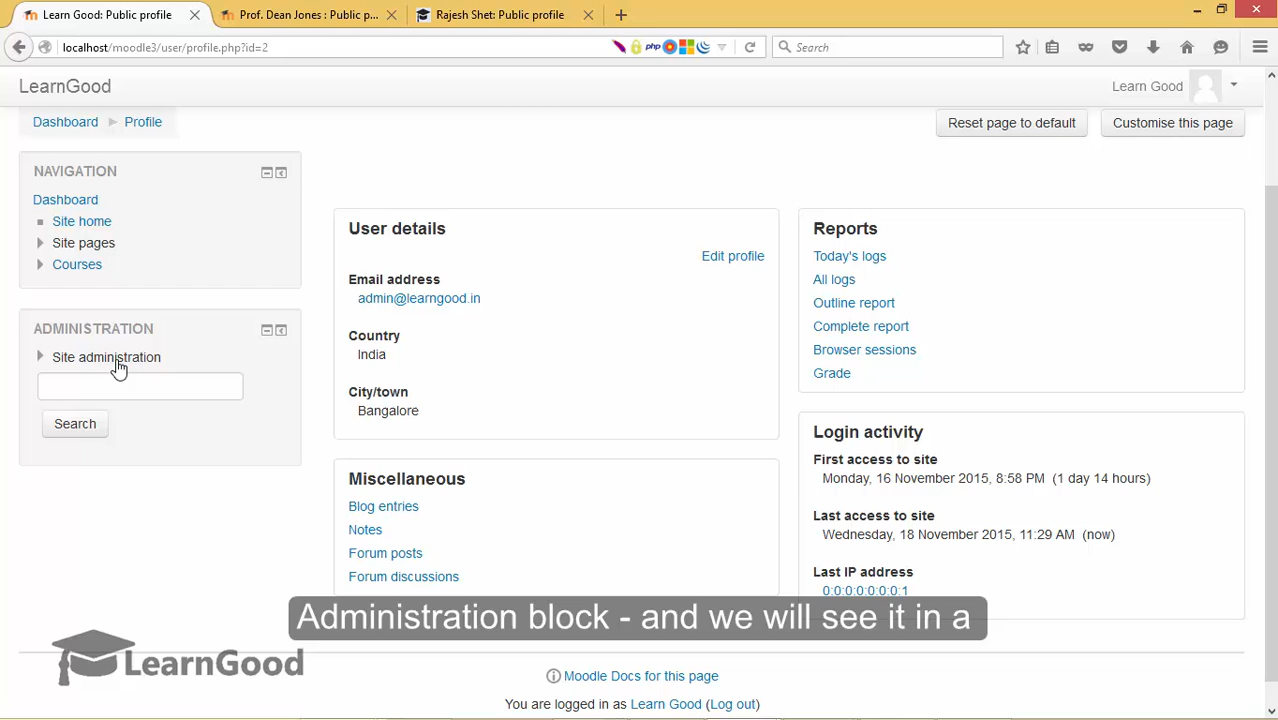 Learn Good: Public profile
Prof. Dean Jones : Public p...
Rajesh Shet: Public profile
localhost/moodle3/user/profile.php?id=2
php
Search
LearnGood
Learn Good
Dashboard
Profile
Reset page to default
Customise this page
NAVIGATION
Dashboard
Site home
Site pages
Courses
ADMINISTRATION
Site administration
Search
User details
Edit profile
Email address
admin@learngood.in
Country
India
City/town
Bangalore
Miscellaneous
Blog entries
Notes
Forum posts
Forum discussions
Reports
Today's logs
All logs
Outline report
Complete report
Browser sessions
Grade
Login activity
First access to site
Monday, 16 November 2015, 8:58 PM (1 day 14 hours)
Last access to site
Wednesday, 18 November 2015, 11:29 AM (now)
Last IP address
0:0:0:0:0:0:0:1
Administration block - and we will see it in a
LearnGood
Moodle Docs for this page
You are logged in as Learn Good (Log out)